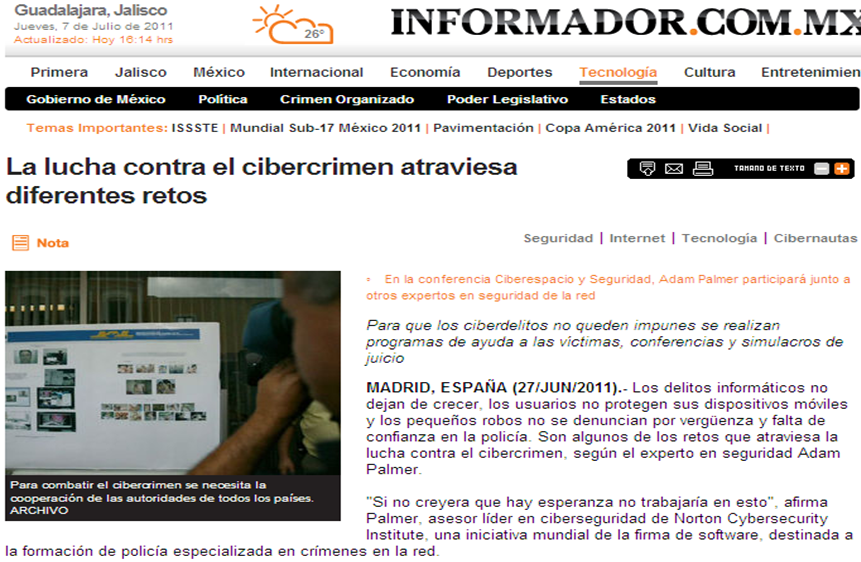 Guadalajara, Jalisco
Jueves, 7 de Julio de 2011
Actualizado: Hoy 16:14 hrs
26°
INFORMADOR.COM.MX
Primera Jalisco México Internacional Economía Deportes Tecnología Cultura Entretenimien
Gobierno de México Política Crimen Organizado Poder Legislativo Estados
Temas Importantes: ISSSTE | Mundial Sub-17 México 2011 | Pavimentación | Copa América 2011 | Vida Social |
La lucha contra el cibercrimen atraviesa
diferentes retos
TAMAÑO DE TEXTO
Nota
Seguridad | Internet | Tecnología | Cibernautas
En la conferencia Ciberespacio y Seguridad, Adam Palmer participará junto a
otros expertos en seguridad de la red
Para que los ciberdelitos no queden impunes se realizan
programas de ayuda a las víctimas, conferencias y simulacros de
juicio
MADRID, ESPAÑA (27/JUN/2011).- Los delitos informáticos no
dejan de crecer, los usuarios no protegen sus dispositivos móviles
y los pequeños robos no se denuncian por vergüenza y falta de
confianza en la policía. Son algunos de los retos que atraviesa la
lucha contra el cibercrimen, según el experto en seguridad Adam
Palmer.
Para combatir el cibercrimen se necesita la
cooperación de las autoridades de todos los países.
ARCHIVO
"Si no creyera que hay esperanza no trabajaría en esto", afirma
Palmer, asesor líder en ciberseguridad de Norton Cybersecurity
Institute, una iniciativa mundial de la firma de software, destinada a
la formación de policía especializada en crímenes en la red.